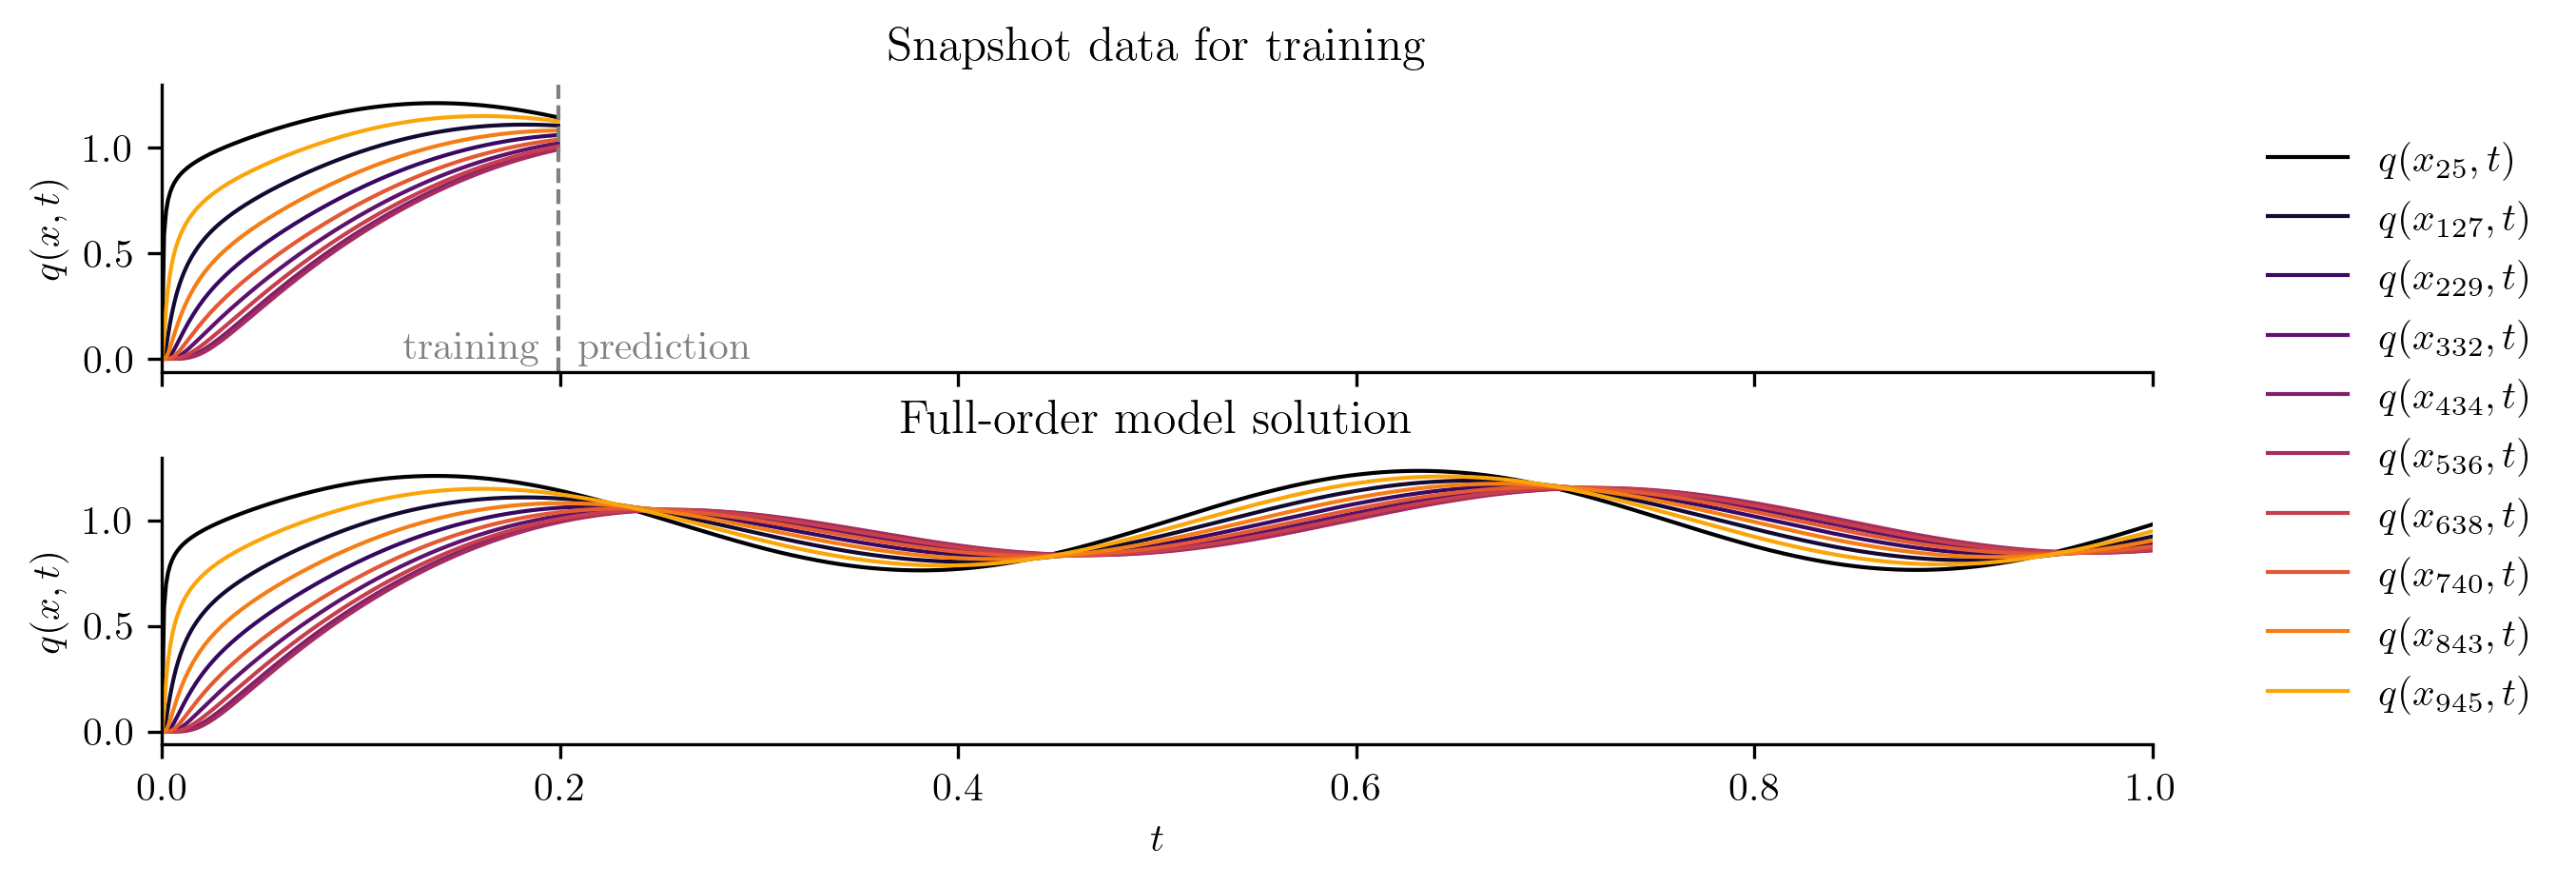 Snapshot data for training
1.0
0.5
0.0
q(x, t)
training
prediction
Full-order model solution
1.0
0.5
0.0
q(x, t)
0.0 0.2 0.4 0.6 0.8 1.0
t
q(x₂₅, t)
q(x₁₂₇, t)
q(x₂₂₉, t)
q(x₃₃₂, t)
q(x₄₃₄, t)
q(x₅₃₆, t)
q(x₆₃₈, t)
q(x₇₄₀, t)
q(x₈₄₃, t)
q(x₉₄₅, t)